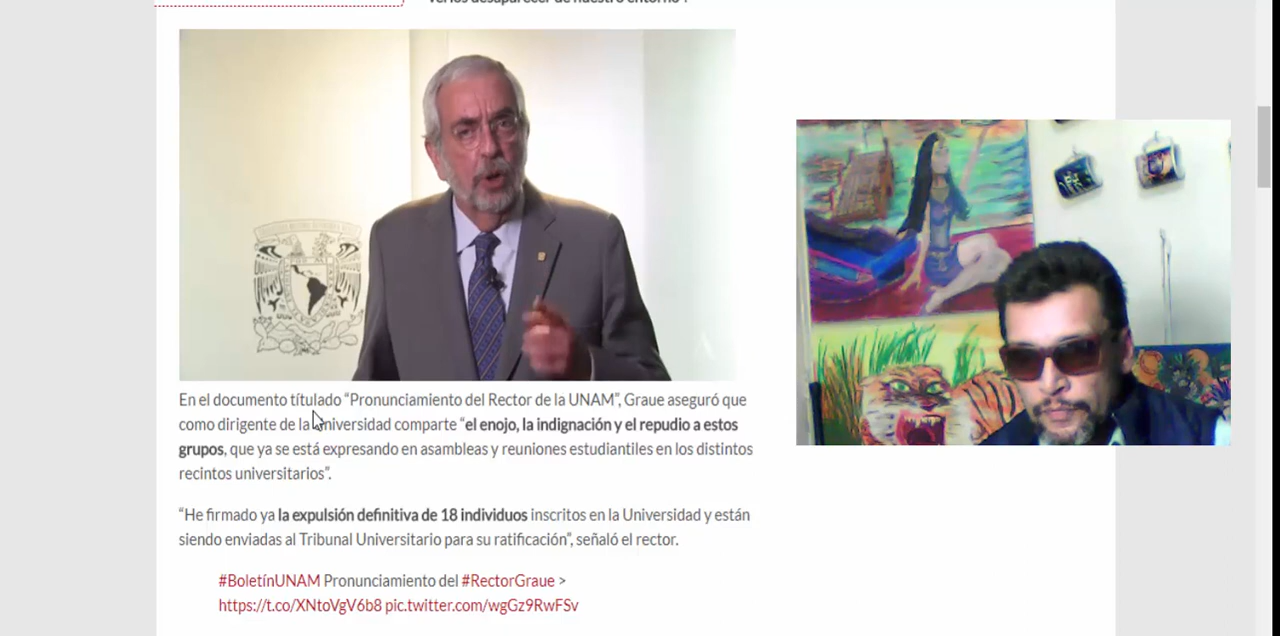 En el documento títulado “Pronunciamiento del Rector de la UNAM”, Graue aseguró que
como dirigente de la Universidad comparte “el enojo, la indignación y el repudio a estos
grupos, que ya se está expresando en asambleas y reuniones estudiantiles en los distintos
recintos universitarios”.
“He firmado ya la expulsión definitiva de 18 individuos inscritos en la Universidad y están
siendo enviadas al Tribunal Universitario para su ratificación”, señaló el rector.
#BoletínUNAM Pronunciamiento del #RectorGraue >
https://t.co/XNtoVgV6b8 pic.twitter.com/wgGz9RwFSv